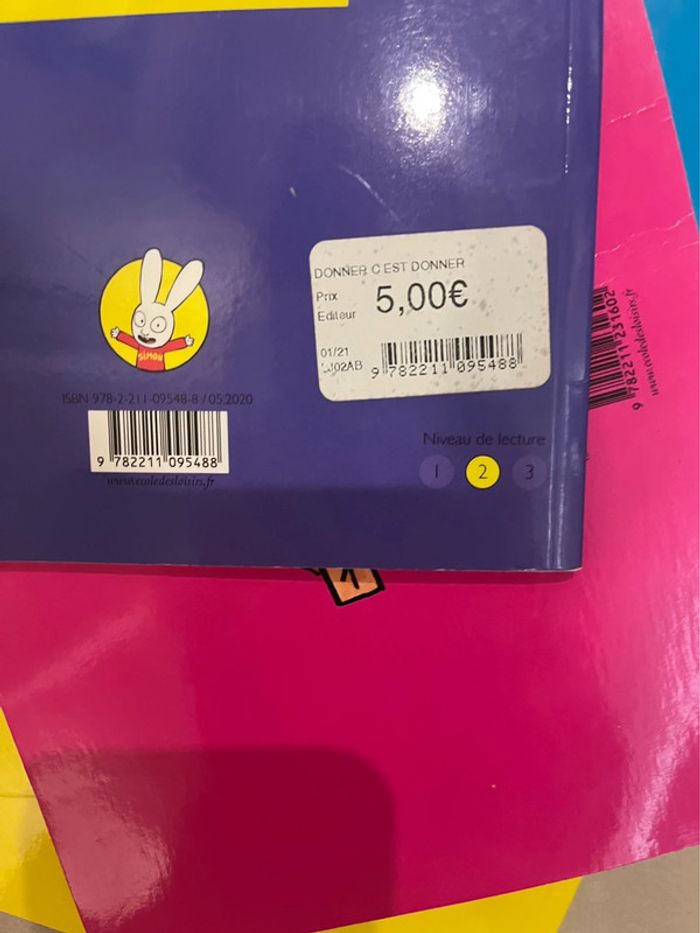 SIMON
DONNER C EST DONNER
Prix
Editeur
5,00€
01/21
9 782211 095488
ISBN 978-2-211-09548-8 / 05.2020
9 782211 095488
www.ecoledesloisirs.fr
Niveau de lecture
1 2 3
9 782211 231602
www.ecoledesloisirs.fr